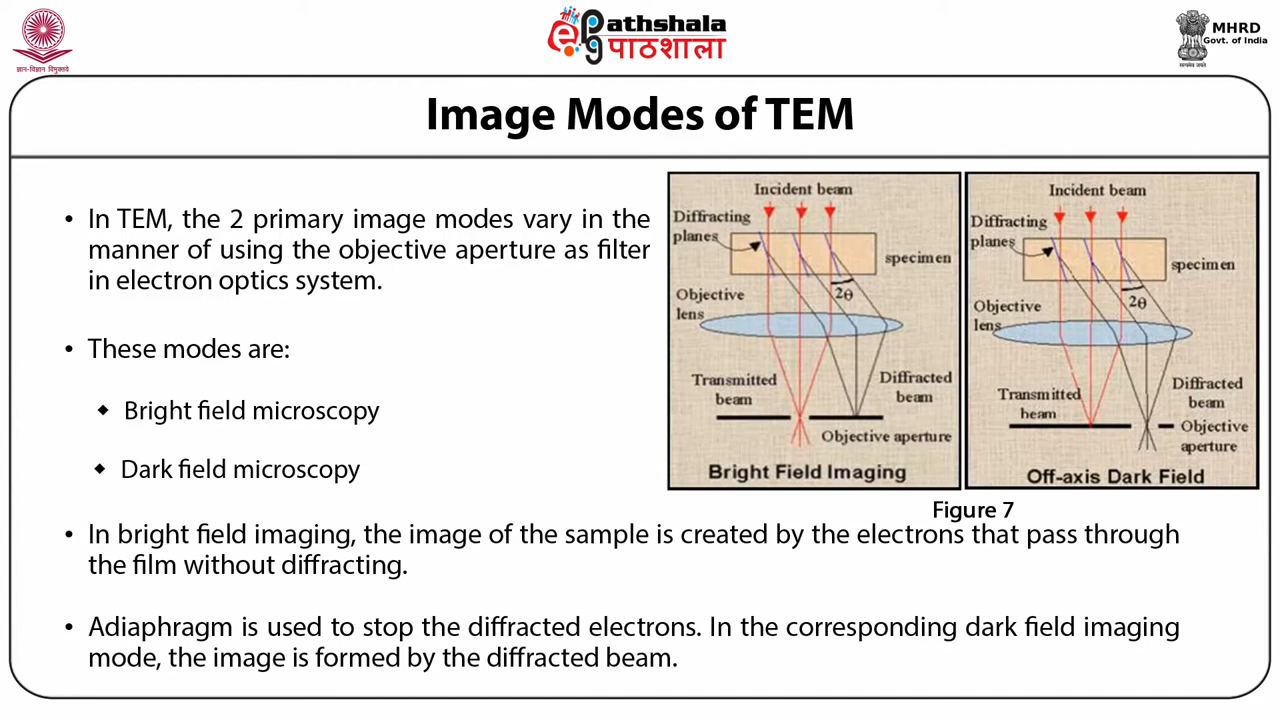 ज्ञान-विज्ञान विमुक्तये
ePathshala
पाठशाला
MHRD
Govt. of India
सत्यमेव जयते
Image Modes of TEM
• In TEM, the 2 primary image modes vary in the
manner of using the objective aperture as filter
in electron optics system.
• These modes are:
◆ Bright field microscopy
◆ Dark field microscopy
Incident beam
Diffracting
planes
specimen
2θ
Objective
lens
Transmitted
beam
Diffracted
beam
Objective aperture
Bright Field Imaging
Incident beam
Diffracting
planes
specimen
2θ
Objective
lens
Transmitted
beam
Diffracted
beam
Objective
aperture
Off-axis Dark Field
Figure 7
• In bright field imaging, the image of the sample is created by the electrons that pass through
the film without diffracting.
• Adiaphragm is used to stop the diffracted electrons. In the corresponding dark field imaging
mode, the image is formed by the diffracted beam.